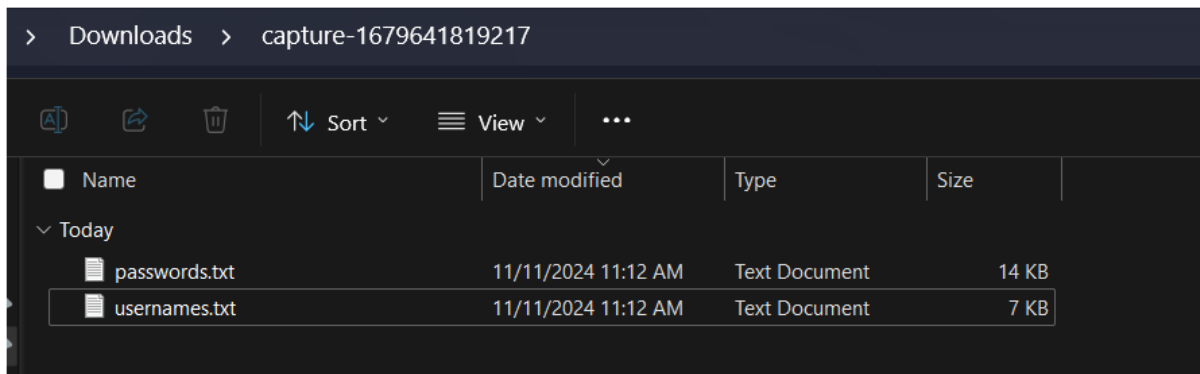 Downloads > capture-1679641819217
Sort View
Name Date modified Type Size
Today
passwords.txt 11/11/2024 11:12 AM Text Document 14 KB
usernames.txt 11/11/2024 11:12 AM Text Document 7 KB